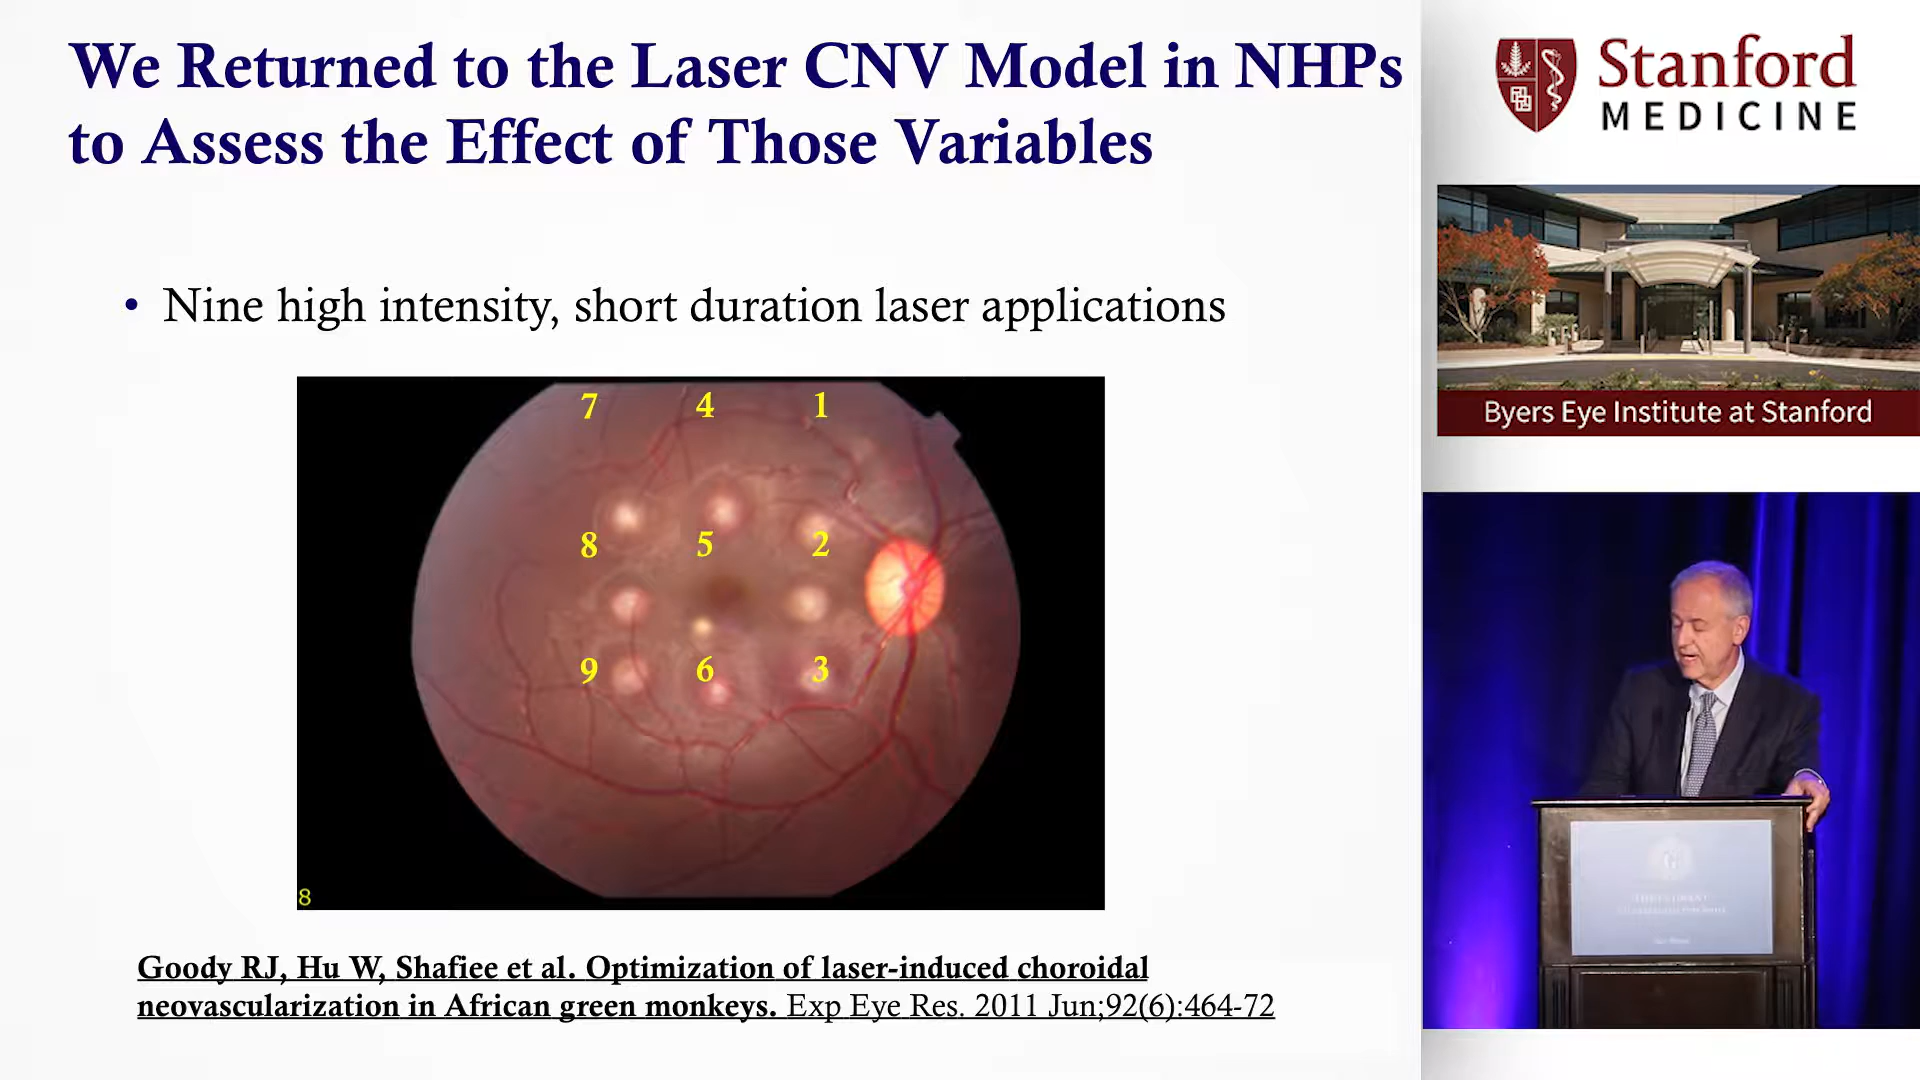 We Returned to the Laser CNV Model in NHPs
to Assess the Effect of Those Variables
• Nine high intensity, short duration laser applications
7 4 1
8 5 2
9 6 3
8
Goody RJ, Hu W, Shafiee et al. Optimization of laser-induced choroidal
neovascularization in African green monkeys. Exp Eye Res. 2011 Jun;92(6):464-72
Stanford
MEDICINE
Byers Eye Institute at Stanford